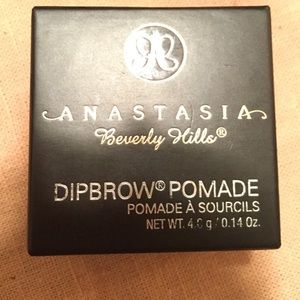 ANASTASIA
Beverly Hills®
DIPBROW® POMADE
POMADE À SOURCILS
NET WT. 4.0 g / 0.14 Oz.